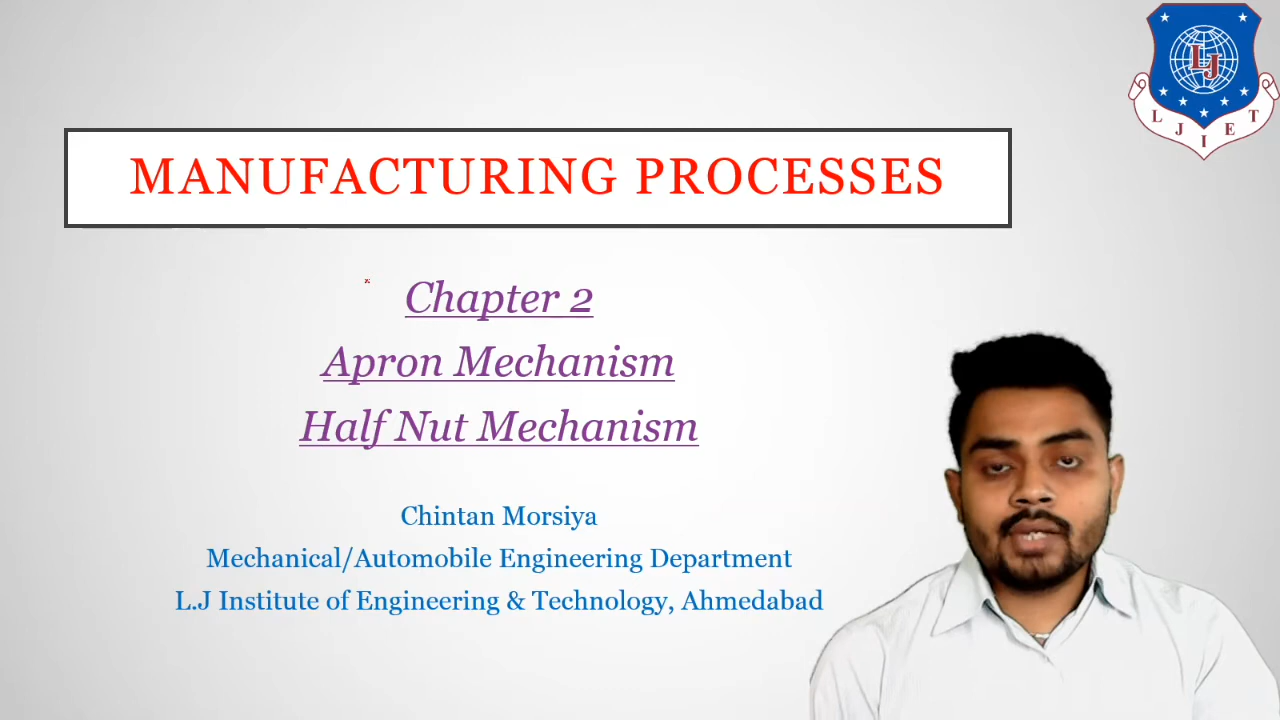 MANUFACTURING PROCESSES
Chapter 2
Apron Mechanism
Half Nut Mechanism
Chintan Morsiya
Mechanical/Automobile Engineering Department
L.J Institute of Engineering & Technology, Ahmedabad
LJ
L J I E T